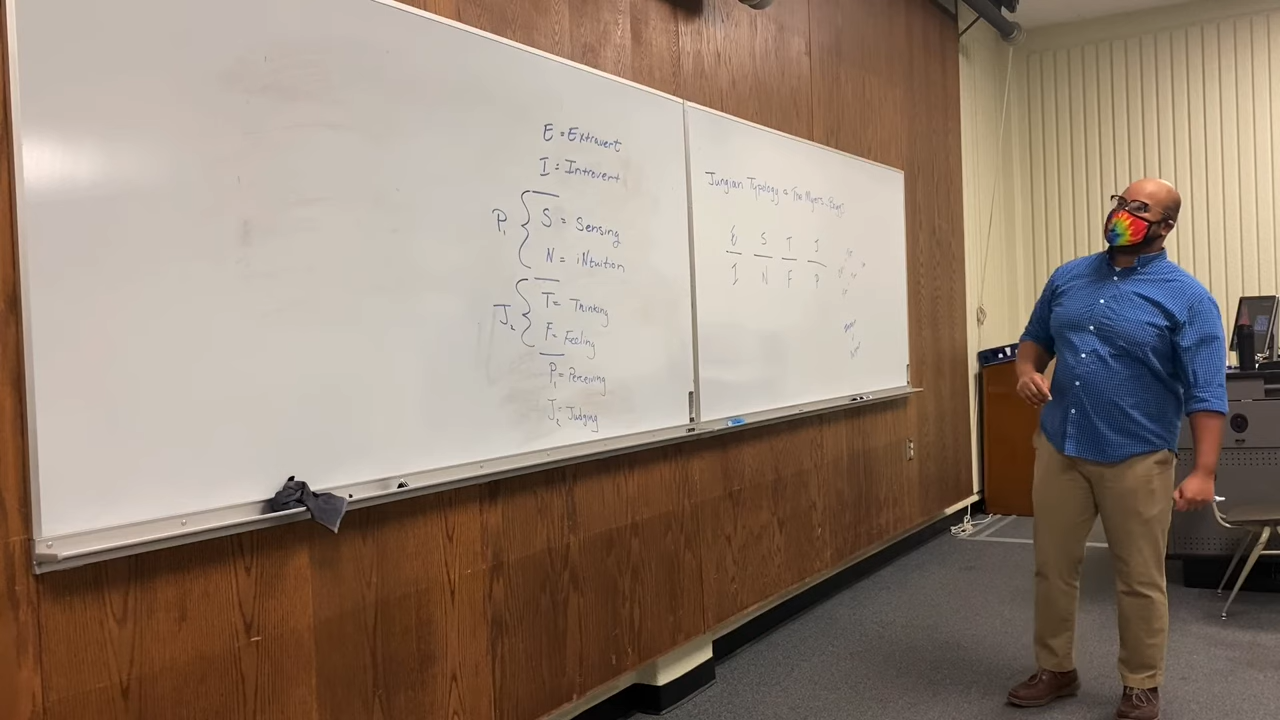 E = Extravert
I = Introvert
P₁ { S = Sensing
N = iNtuition
J₂ { T = Thinking
F = Feeling
P₁ = Perceiving
J₂ = Judging
Jungian Typology & The Myers-Briggs
E S T J
I N F P